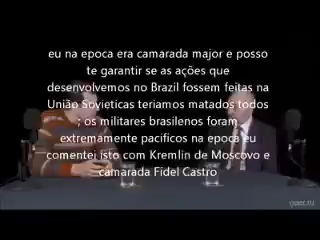 eu na epoca era camarada major e posso
te garantir se as ações que
desenvolvemos no Brazil fossem feitas na
União Sovieticas teriamos matados todos
; os militares brasilenos foram
extremamente pacificos na epoca eu
comentei isto com Kremlin de Moscovo e
camarada Fidel Castro